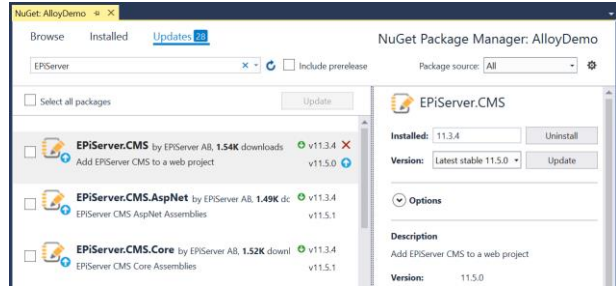 NuGet: AlloyDemo
Browse Installed Updates 28
NuGet Package Manager: AlloyDemo
EPiServer
Include prerelease
Package source: All
Select all packages
Update
EPiServer.CMS by EPiServer AB, 1.54K downloads
v11.3.4
Add EPiServer CMS to a web project
v11.5.0
EPiServer.CMS.AspNet by EPiServer AB, 1.49K dc
v11.3.4
EPiServer CMS AspNet Assemblies
v11.5.1
EPiServer.CMS.Core by EPiServer AB, 1.52K downl
v11.3.4
EPiServer CMS Core Assemblies
v11.5.1
EPiServer.CMS
Installed: 11.3.4 Uninstall
Version: Latest stable 11.5.0 Update
Options
Description
Add EPiServer CMS to a web project
Version: 11.5.0